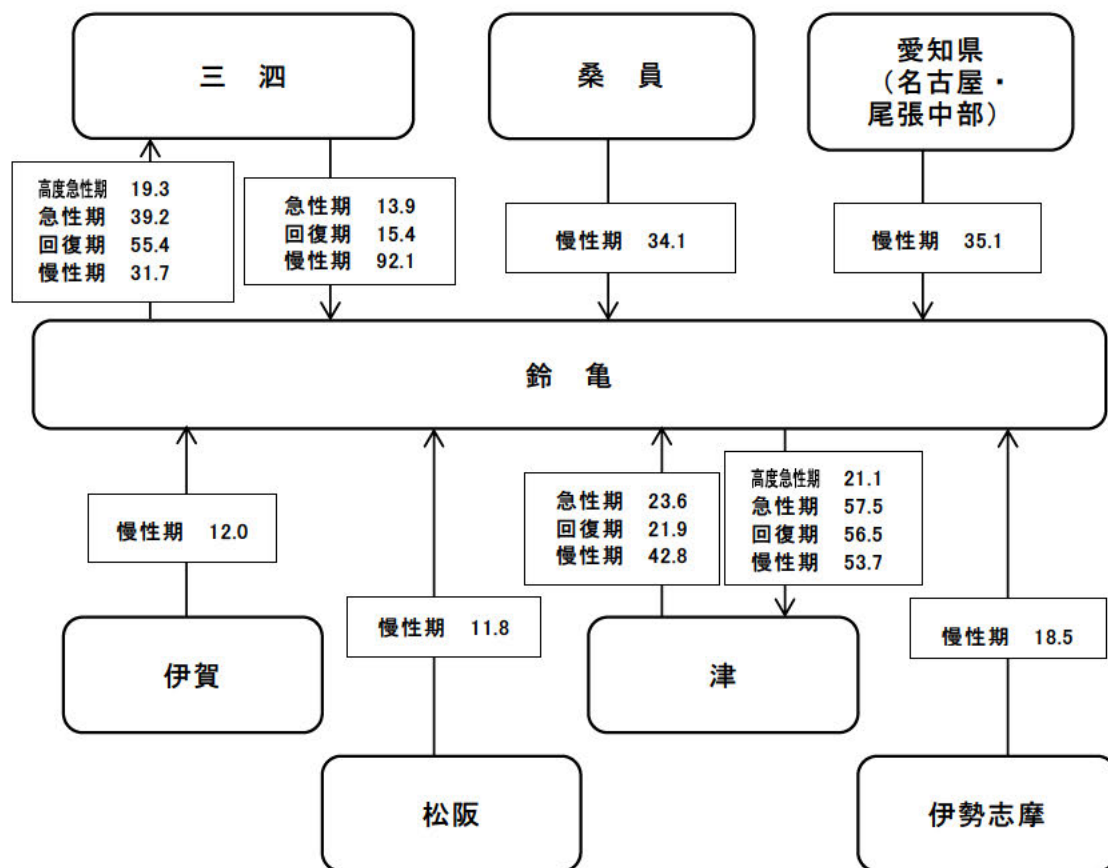 三　泗
桑　員
愛知県
（名古屋・
尾張中部）
高度急性期　19.3
急性期　39.2
回復期　55.4
慢性期　31.7
急性期　13.9
回復期　15.4
慢性期　92.1
慢性期　34.1
慢性期　35.1
鈴　亀
慢性期　12.0
慢性期　11.8
急性期　23.6
回復期　21.9
慢性期　42.8
高度急性期　21.1
急性期　57.5
回復期　56.5
慢性期　53.7
慢性期　18.5
伊賀
松阪
津
伊勢志摩